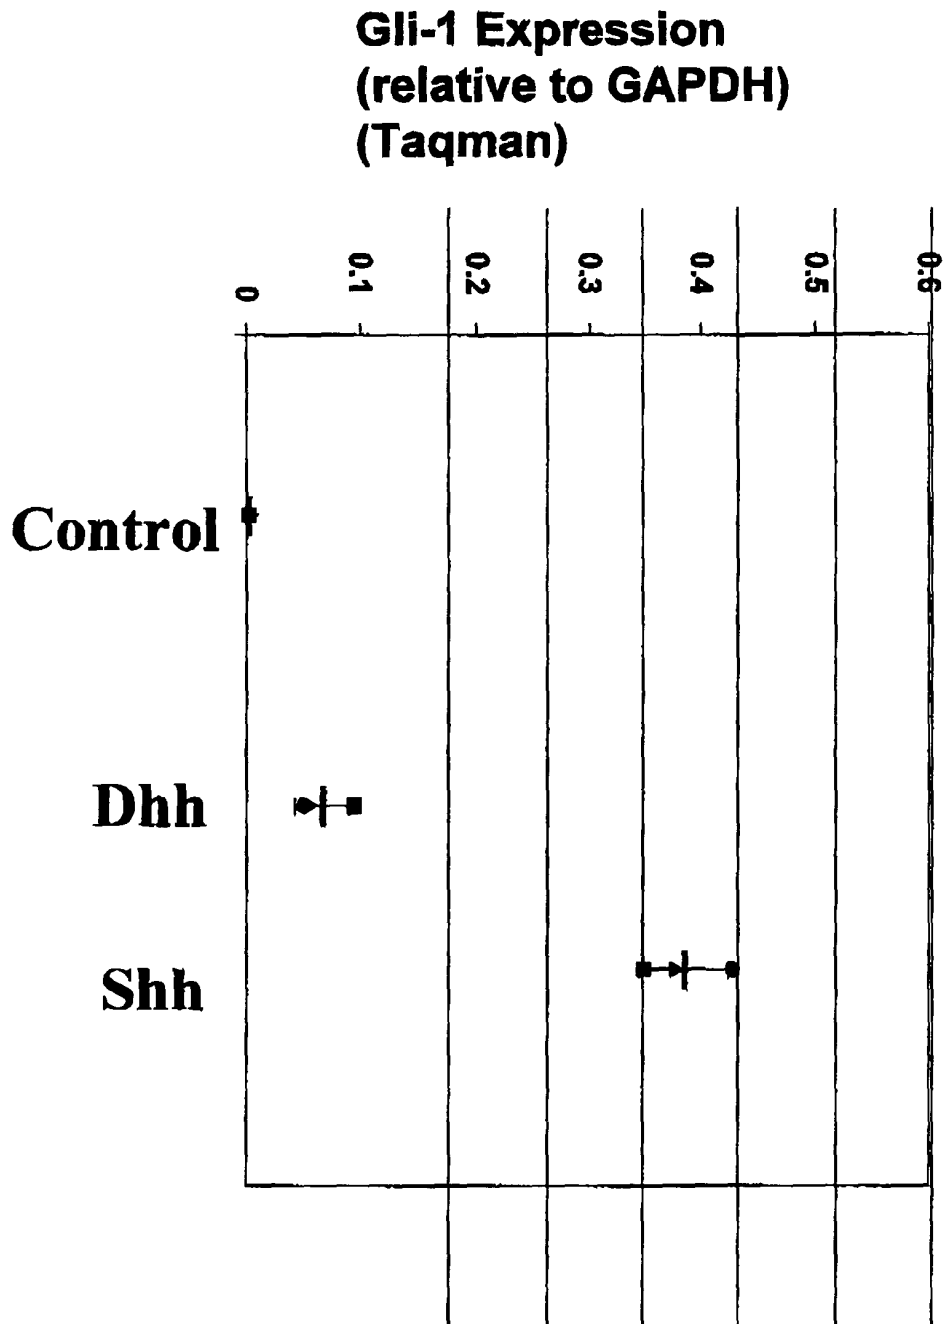 Gli-1 Expression
(relative to GAPDH)
(Taqman)
0
0.1
0.2
0.3
0.4
0.5
0.6
Control
Dhh
Shh